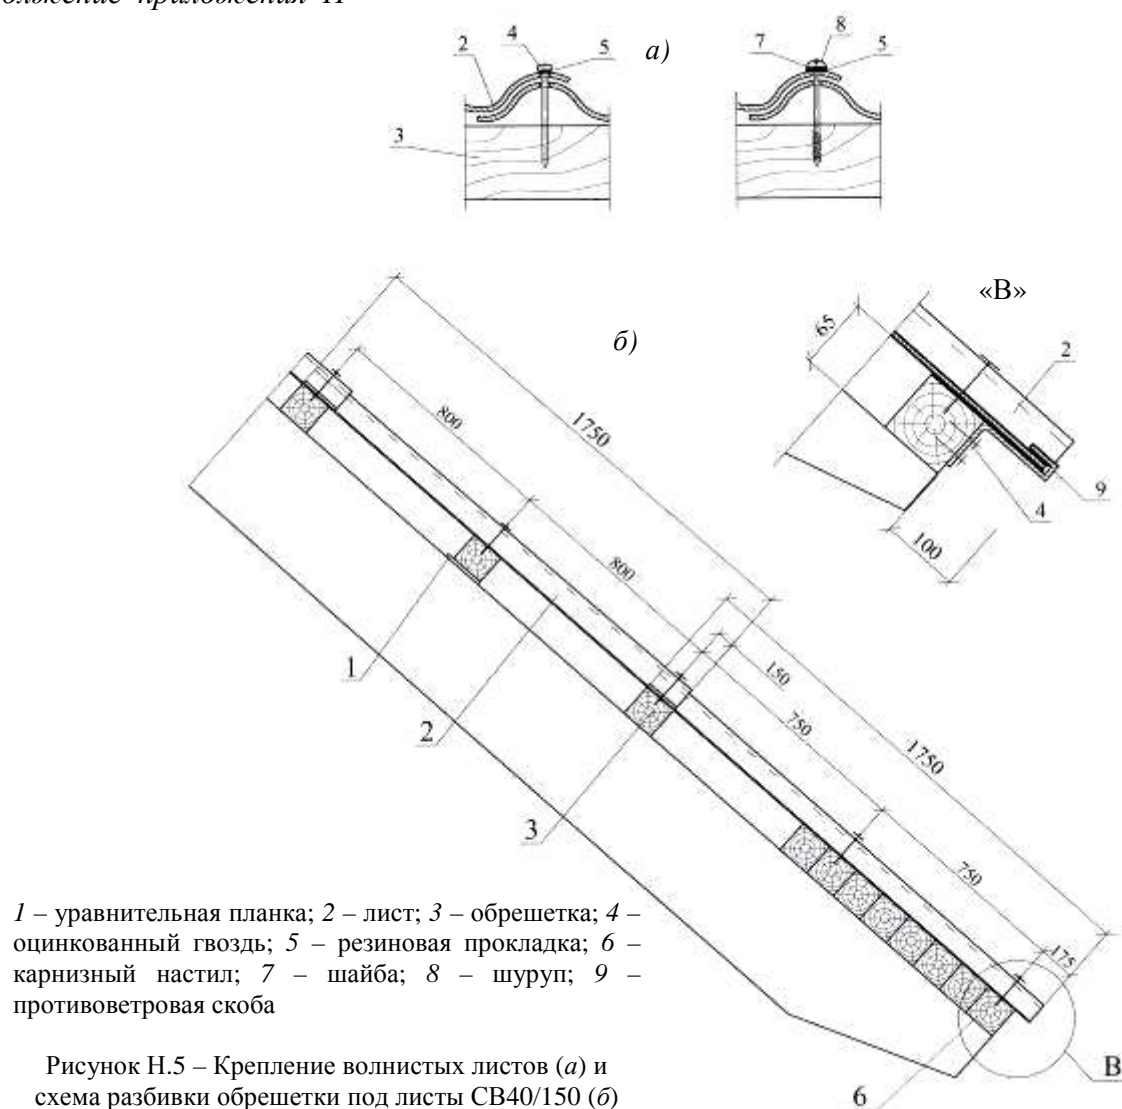 приложения Н
2
4
5
а)
3
7
8
5
«В»
65
2
9
4
100
б)
800
1750
800
1
2
3
150
750
1750
750
175
В
6
1 – уравнительная планка; 2 – лист; 3 – обрешетка; 4 –
оцинкованный гвоздь; 5 – резиновая прокладка; 6 –
карнизный настил; 7 – шайба; 8 – шуруп; 9 –
противоветровая скоба
Рисунок Н.5 – Крепление волнистых листов (а) и
схема разбивки обрешетки под листы СВ40/150 (б)